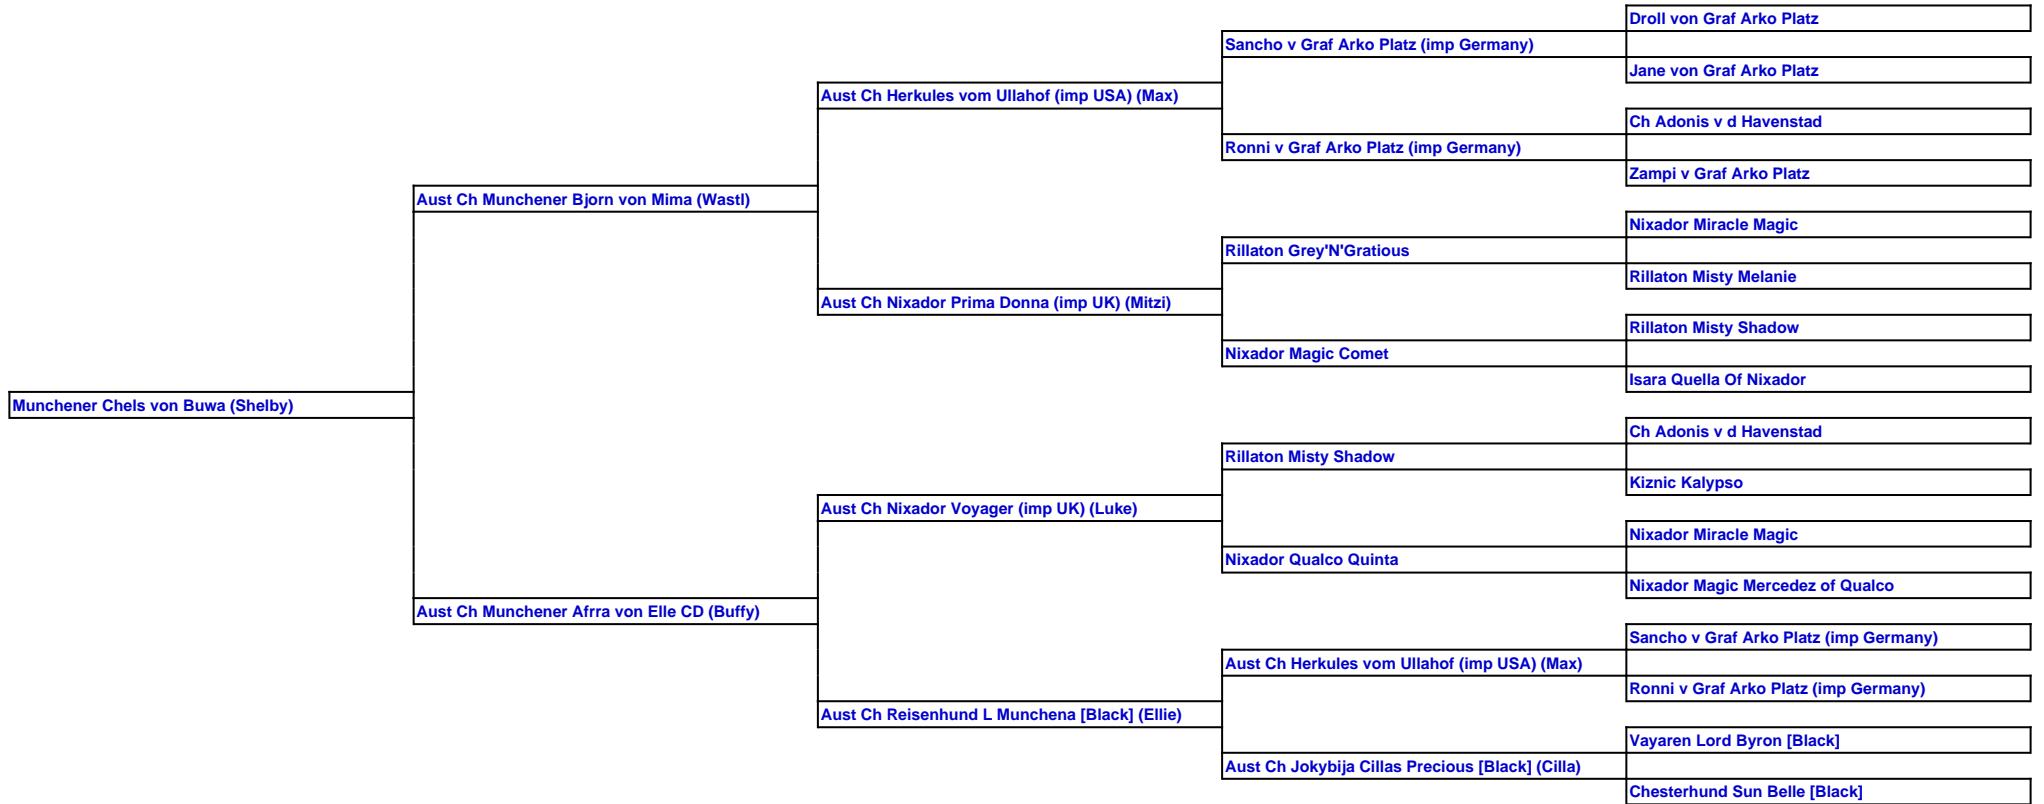 Droll von Graf Arko Platz
Sancho v Graf Arko Platz (imp Germany)
Jane von Graf Arko Platz
Aust Ch Herkules vom Ullahof (imp USA) (Max)
Ch Adonis v d Havenstad
Ronni v Graf Arko Platz (imp Germany)
Zampi v Graf Arko Platz
Aust Ch Munchener Bjorn von Mima (Wastl)
Nixador Miracle Magic
Rillaton Grey'N'Gratious
Rillaton Misty Melanie
Aust Ch Nixador Prima Donna (imp UK) (Mitzi)
Rillaton Misty Shadow
Nixador Magic Comet
Isara Quella Of Nixador
Munchener Chels von Buwa (Shelby)
Ch Adonis v d Havenstad
Rillaton Misty Shadow
Kiznic Kalypso
Aust Ch Nixador Voyager (imp UK) (Luke)
Nixador Miracle Magic
Nixador Qualco Quinta
Nixador Magic Mercedez of Qualco
Aust Ch Munchener Afrra von Elle CD (Buffy)
Sancho v Graf Arko Platz (imp Germany)
Aust Ch Herkules vom Ullahof (imp USA) (Max)
Ronni v Graf Arko Platz (imp Germany)
Aust Ch Reisenhund L Munchena [Black] (Ellie)
Vayaren Lord Byron [Black]
Aust Ch Jokybija Cillas Precious [Black] (Cilla)
Chesterhund Sun Belle [Black]